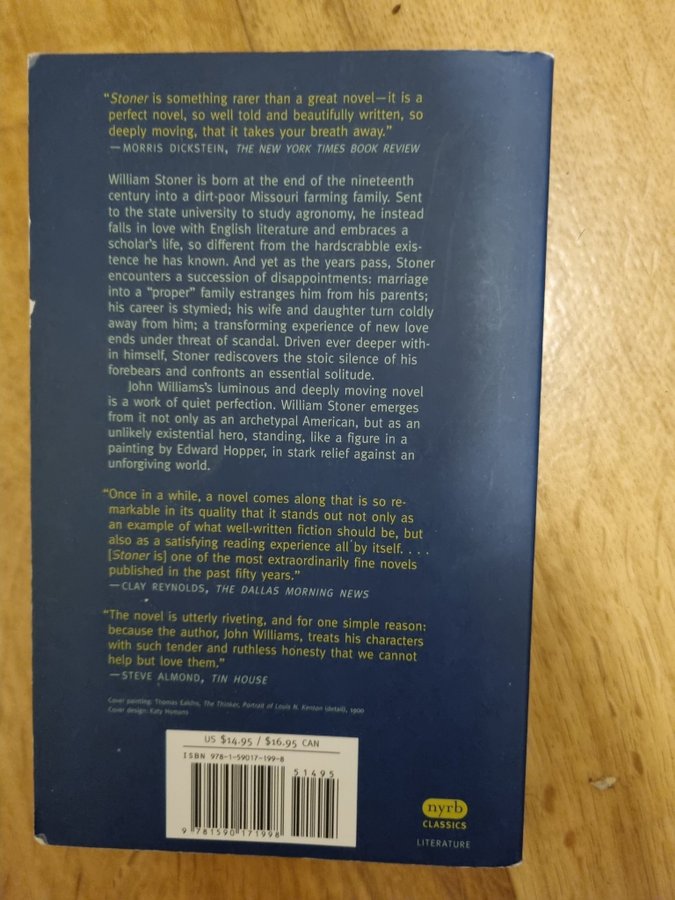 “Stoner is something rarer than a great novel—it is a
perfect novel, so well told and beautifully written, so
deeply moving, that it takes your breath away.”
—MORRIS DICKSTEIN, THE NEW YORK TIMES BOOK REVIEW
William Stoner is born at the end of the nineteenth
century into a dirt-poor Missouri farming family. Sent
to the state university to study agronomy, he instead
falls in love with English literature and embraces a
scholar’s life, so different from the hardscrabble exis-
tence he has known. And yet as the years pass, Stoner
encounters a succession of disappointments: marriage
into a “proper” family estranges him from his parents;
his career is stymied; his wife and daughter turn coldly
away from him; a transforming experience of new love
ends under threat of scandal. Driven ever deeper with-
in himself, Stoner rediscovers the stoic silence of his
forebears and confronts an essential solitude.
John Williams’s luminous and deeply moving novel
is a work of quiet perfection. William Stoner emerges
from it not only as an archetypal American, but as an
unlikely existential hero, standing, like a figure in a
painting by Edward Hopper, in stark relief against an
unforgiving world.
“Once in a while, a novel comes along that is so re-
markable in its quality that it stands out not only as
an example of what well-written fiction should be, but
also as a satisfying reading experience all by itself. . . .
[Stoner is] one of the most extraordinarily fine novels
published in the past fifty years.”
—CLAY REYNOLDS, THE DALLAS MORNING NEWS
“The novel is utterly riveting, and for one simple reason:
because the author, John Williams, treats his characters
with such tender and ruthless honesty that we cannot
help but love them.”
—STEVE ALMOND, TIN HOUSE
Cover painting: Thomas Eakins, The Thinker, Portrait of Louis N. Kenton (detail), 1900
Cover design: Katy Homans
US $14.95 / $16.95 CAN
ISBN 978-1-59017-199-8
51495
9 781590 171998
nyrb
CLASSICS
LITERATURE